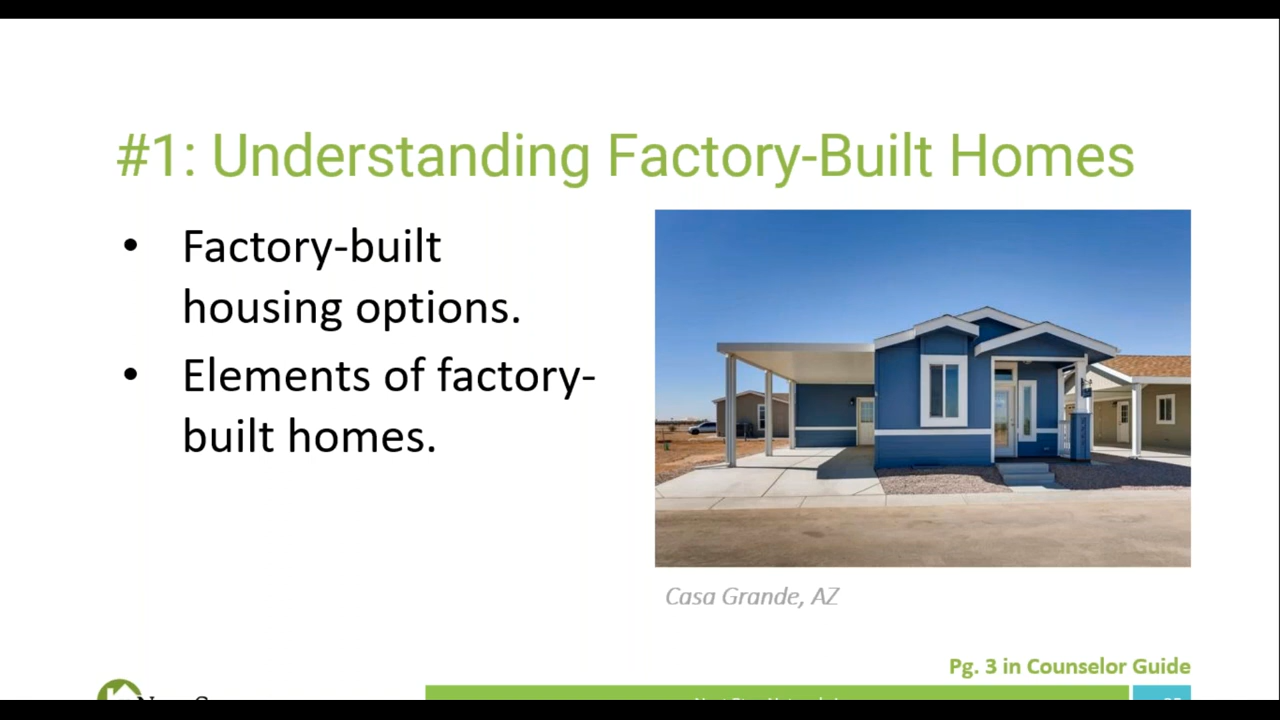 #1: Understanding Factory-Built Homes
• Factory-built
housing options.
• Elements of factory-
built homes.
Casa Grande, AZ
Pg. 3 in Counselor Guide